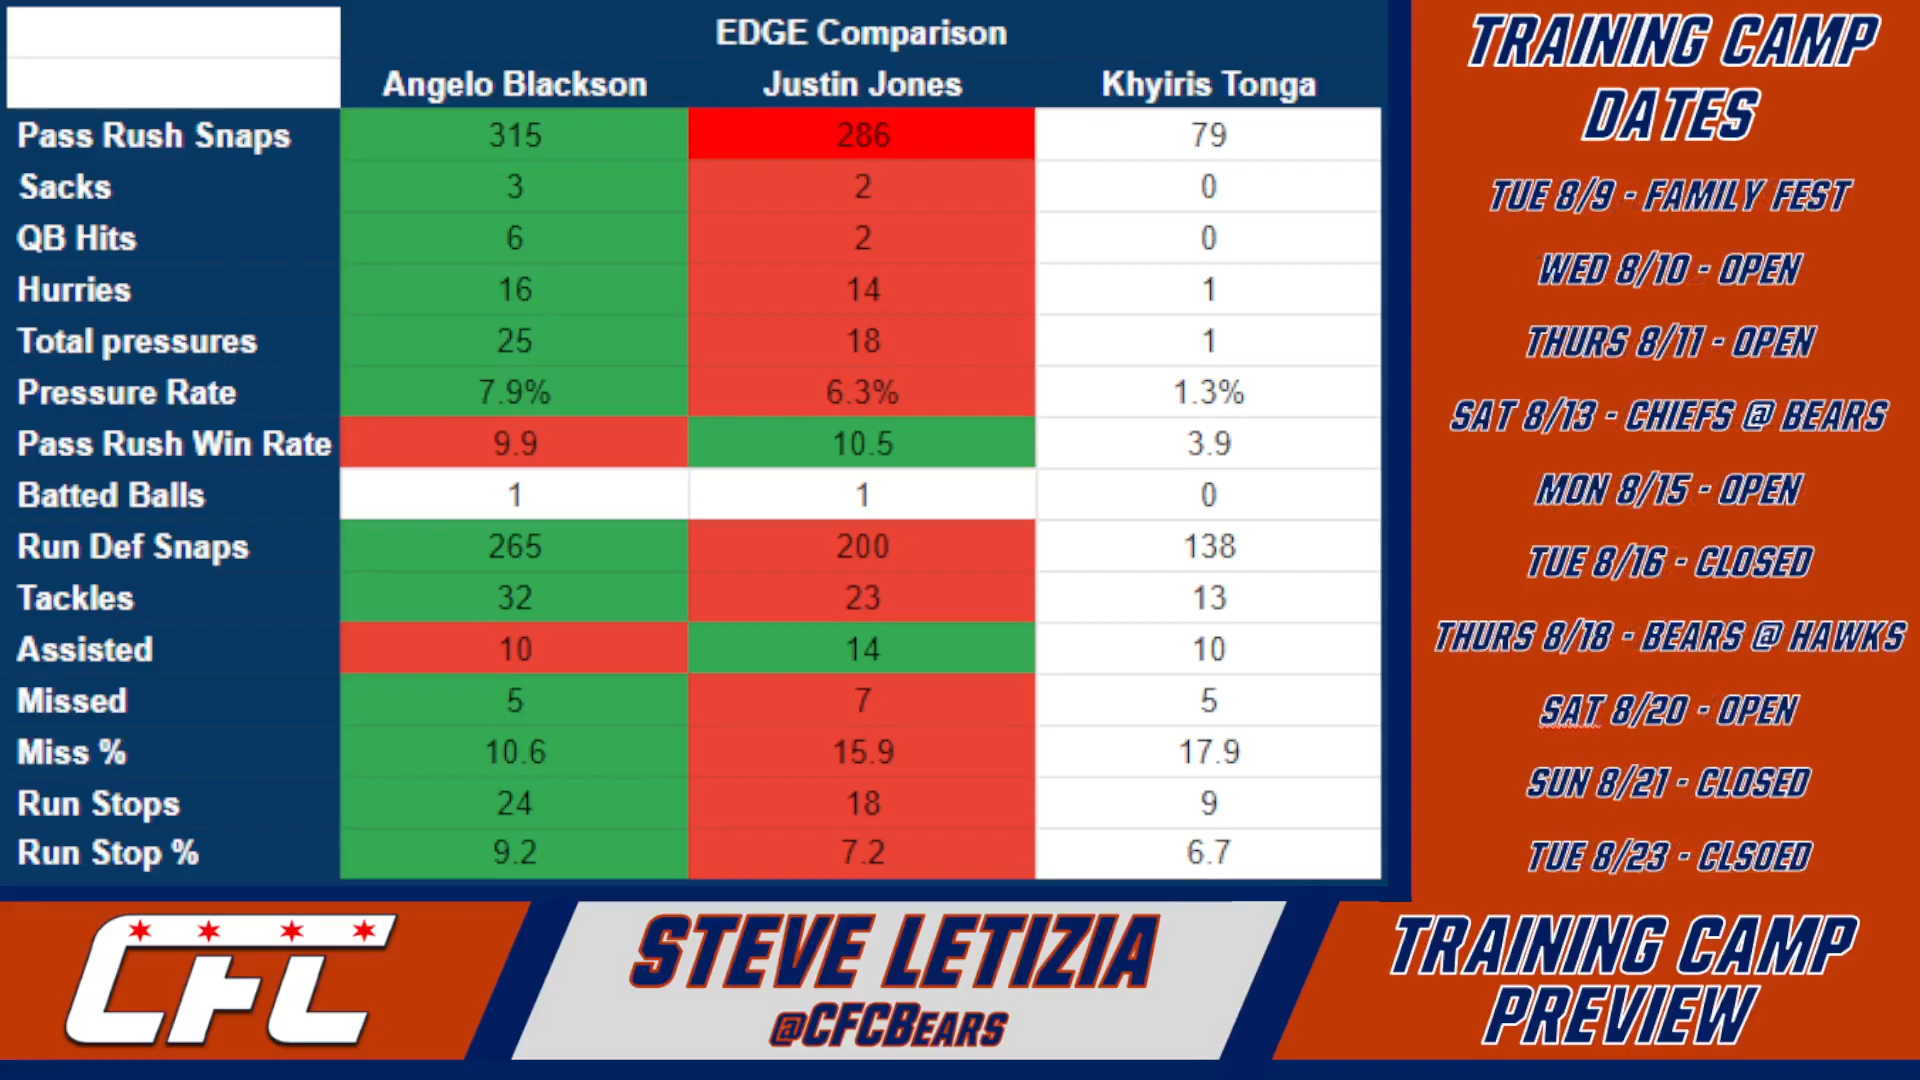 EDGE Comparison
Angelo Blackson Justin Jones Khyiris Tonga
Pass Rush Snaps 315 286 79
Sacks 3 2 0
QB Hits 6 2 0
Hurries 16 14 1
Total pressures 25 18 1
Pressure Rate 7.9% 6.3% 1.3%
Pass Rush Win Rate 9.9 10.5 3.9
Batted Balls 1 1 0
Run Def Snaps 265 200 138
Tackles 32 23 13
Assisted 10 14 10
Missed 5 7 5
Miss % 10.6 15.9 17.9
Run Stops 24 18 9
Run Stop % 9.2 7.2 6.7
TRAINING CAMP
DATES
TUE 8/9 - FAMILY FEST
WED 8/10 - OPEN
THURS 8/11 - OPEN
SAT 8/13 - CHIEFS @ BEARS
MON 8/15 - OPEN
TUE 8/16 - CLOSED
THURS 8/18 - BEARS @ HAWKS
SAT 8/20 - OPEN
SUN 8/21 - CLOSED
TUE 8/23 - CLSOED
CFC
STEVE LETIZIA
@CFCBEARS
TRAINING CAMP
PREVIEW